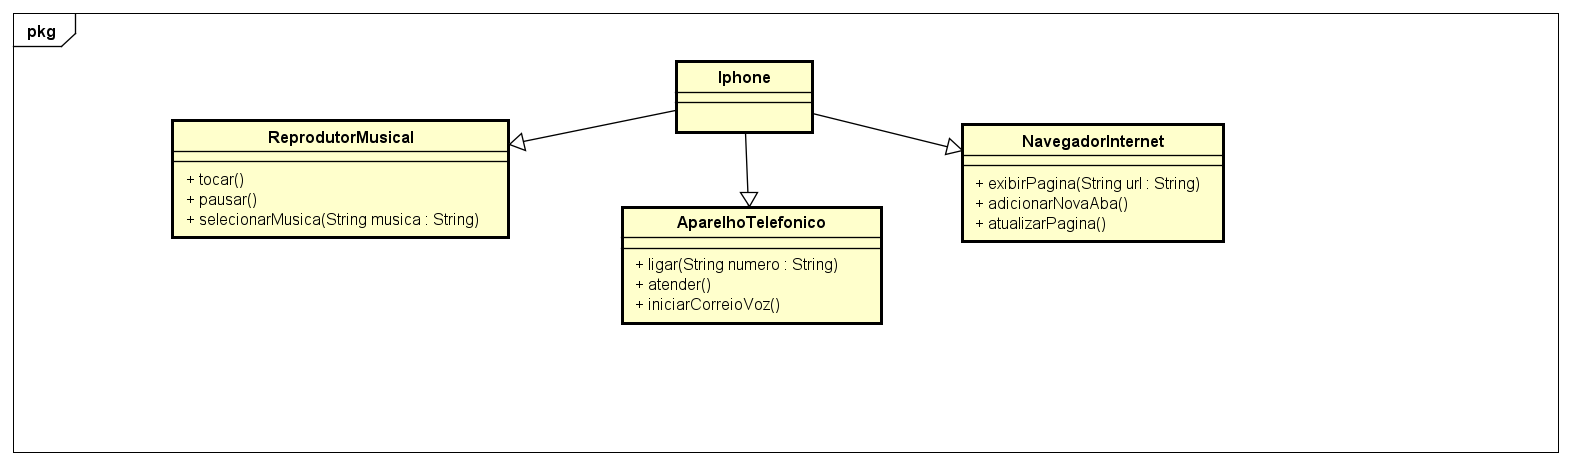 pkg
Iphone
ReprodutorMusical
+ tocar()
+ pausar()
+ selecionarMusica(String musica : String)
AparelhoTelefonico
+ ligar(String numero : String)
+ atender()
+ iniciarCorreioVoz()
NavegadorInternet
+ exibirPagina(String url : String)
+ adicionarNovaAba()
+ atualizarPagina()